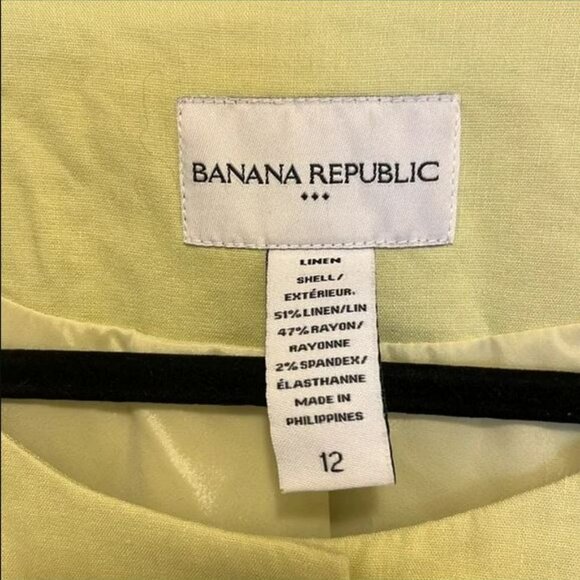 BANANA REPUBLIC
LINEN
SHELL/
EXTÉRIEUR.
51% LINEN/LIN
47% RAYON/
RAYONNE
2% SPANDEX/
ÉLASTHANNE
MADE IN
PHILIPPINES
12